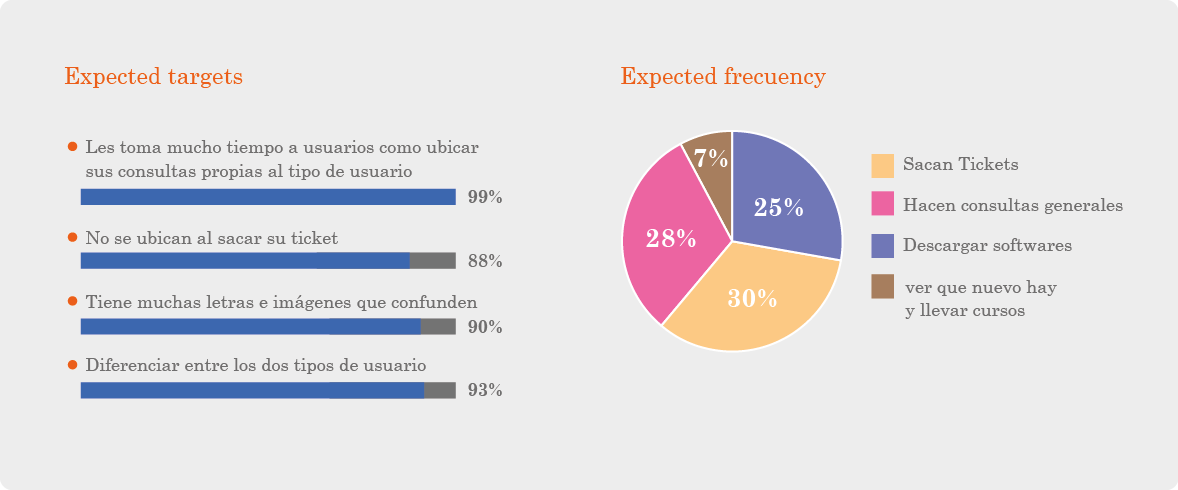 Expected targets
Les toma mucho tiempo a usuarios como ubicar
sus consultas propias al tipo de usuario
99%
No se ubican al sacar su ticket
88%
Tiene muchas letras e imágenes que confunden
90%
Diferenciar entre los dos tipos de usuario
93%
Expected frecuency
7%
25%
28%
30%
Sacan Tickets
Hacen consultas generales
Descargar softwares
ver que nuevo hay
y llevar cursos